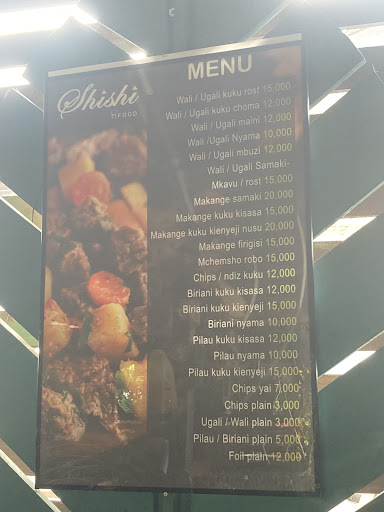 Shishi
FOOD
MENU
Wali / Ugali kuku rost 15,000
Wali / Ugali kuku choma 12,000
Wali / Ugali maini 12,000
Wali /Ugali Nyama 10,000
Wali / Ugali mbuzi 12,000
Wali / Ugali Samaki-
Mkavu / rost 15,000
Makange samaki 20,000
Makange kuku kisasa 15,000
Makange kuku kienyeji nusu 20,000
Makange firigisi 15,000
Mchemsho robo 15,000
Chips / ndiz kuku 12,000
Biriani kuku kisasa 12,000
Biriani kuku kienyeji 15,000
Biriani nyama 10,000
Pilau kuku kisasa 12,000
Pilau nyama 10,000
Pilau kuku kienyeji 15,000
Chips yai 7,000
Chips plain 3,000
Ugali / Wali plain 3,000
Pilau / Biriani plain 5,000
Foil plain 12,000